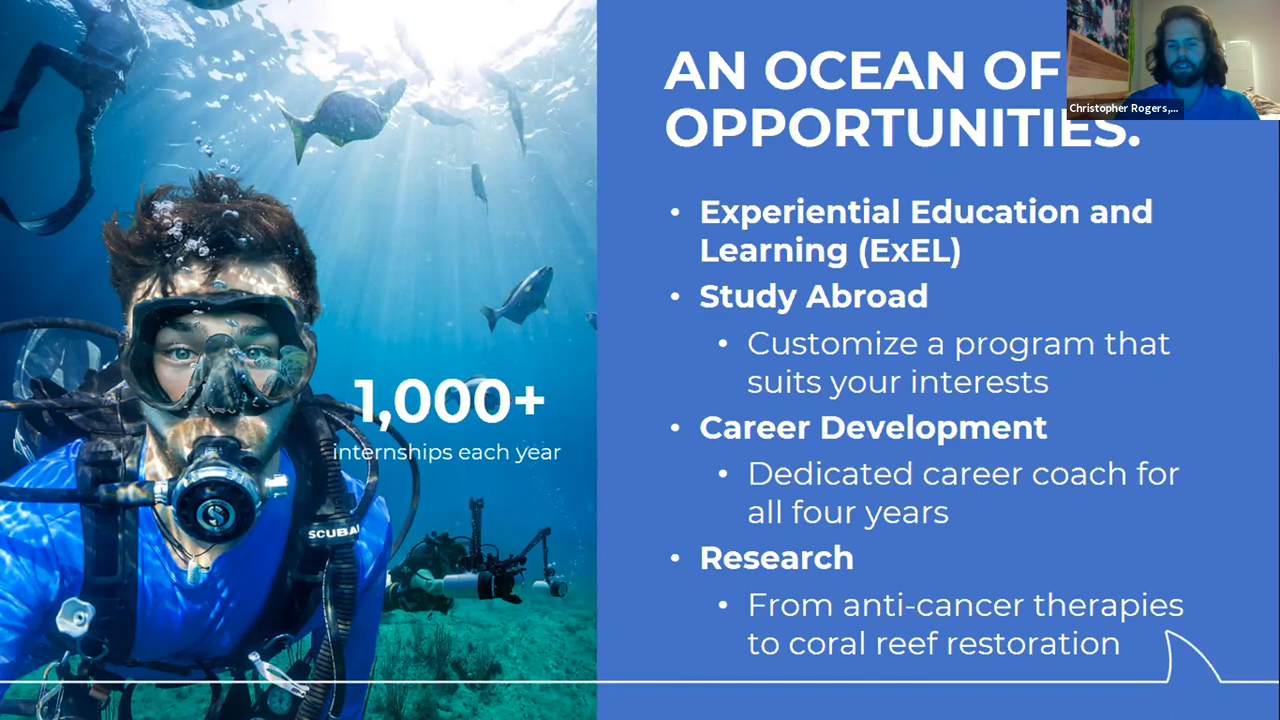 AN OCEAN OF
OPPORTUNITIES.
Christopher Rogers,...
• Experiential Education and
Learning (ExEL)
• Study Abroad
• Customize a program that
suits your interests
• Career Development
• Dedicated career coach for
all four years
• Research
• From anti-cancer therapies
to coral reef restoration
1,000+
internships each year
SCUBA
S